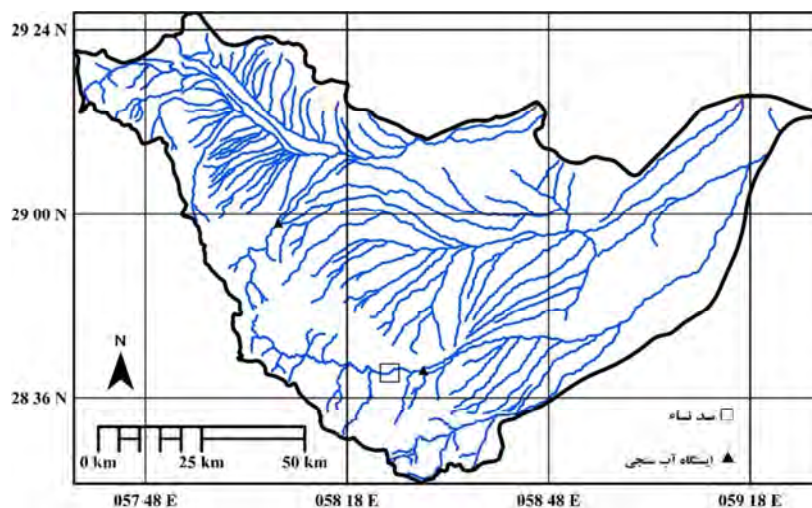 29 24 N
29 00 N
28 36 N
N
0 km 25 km 50 km
سد نساء
ایستگاه آب سنجی
057 48 E 058 18 E 058 48 E 059 18 E